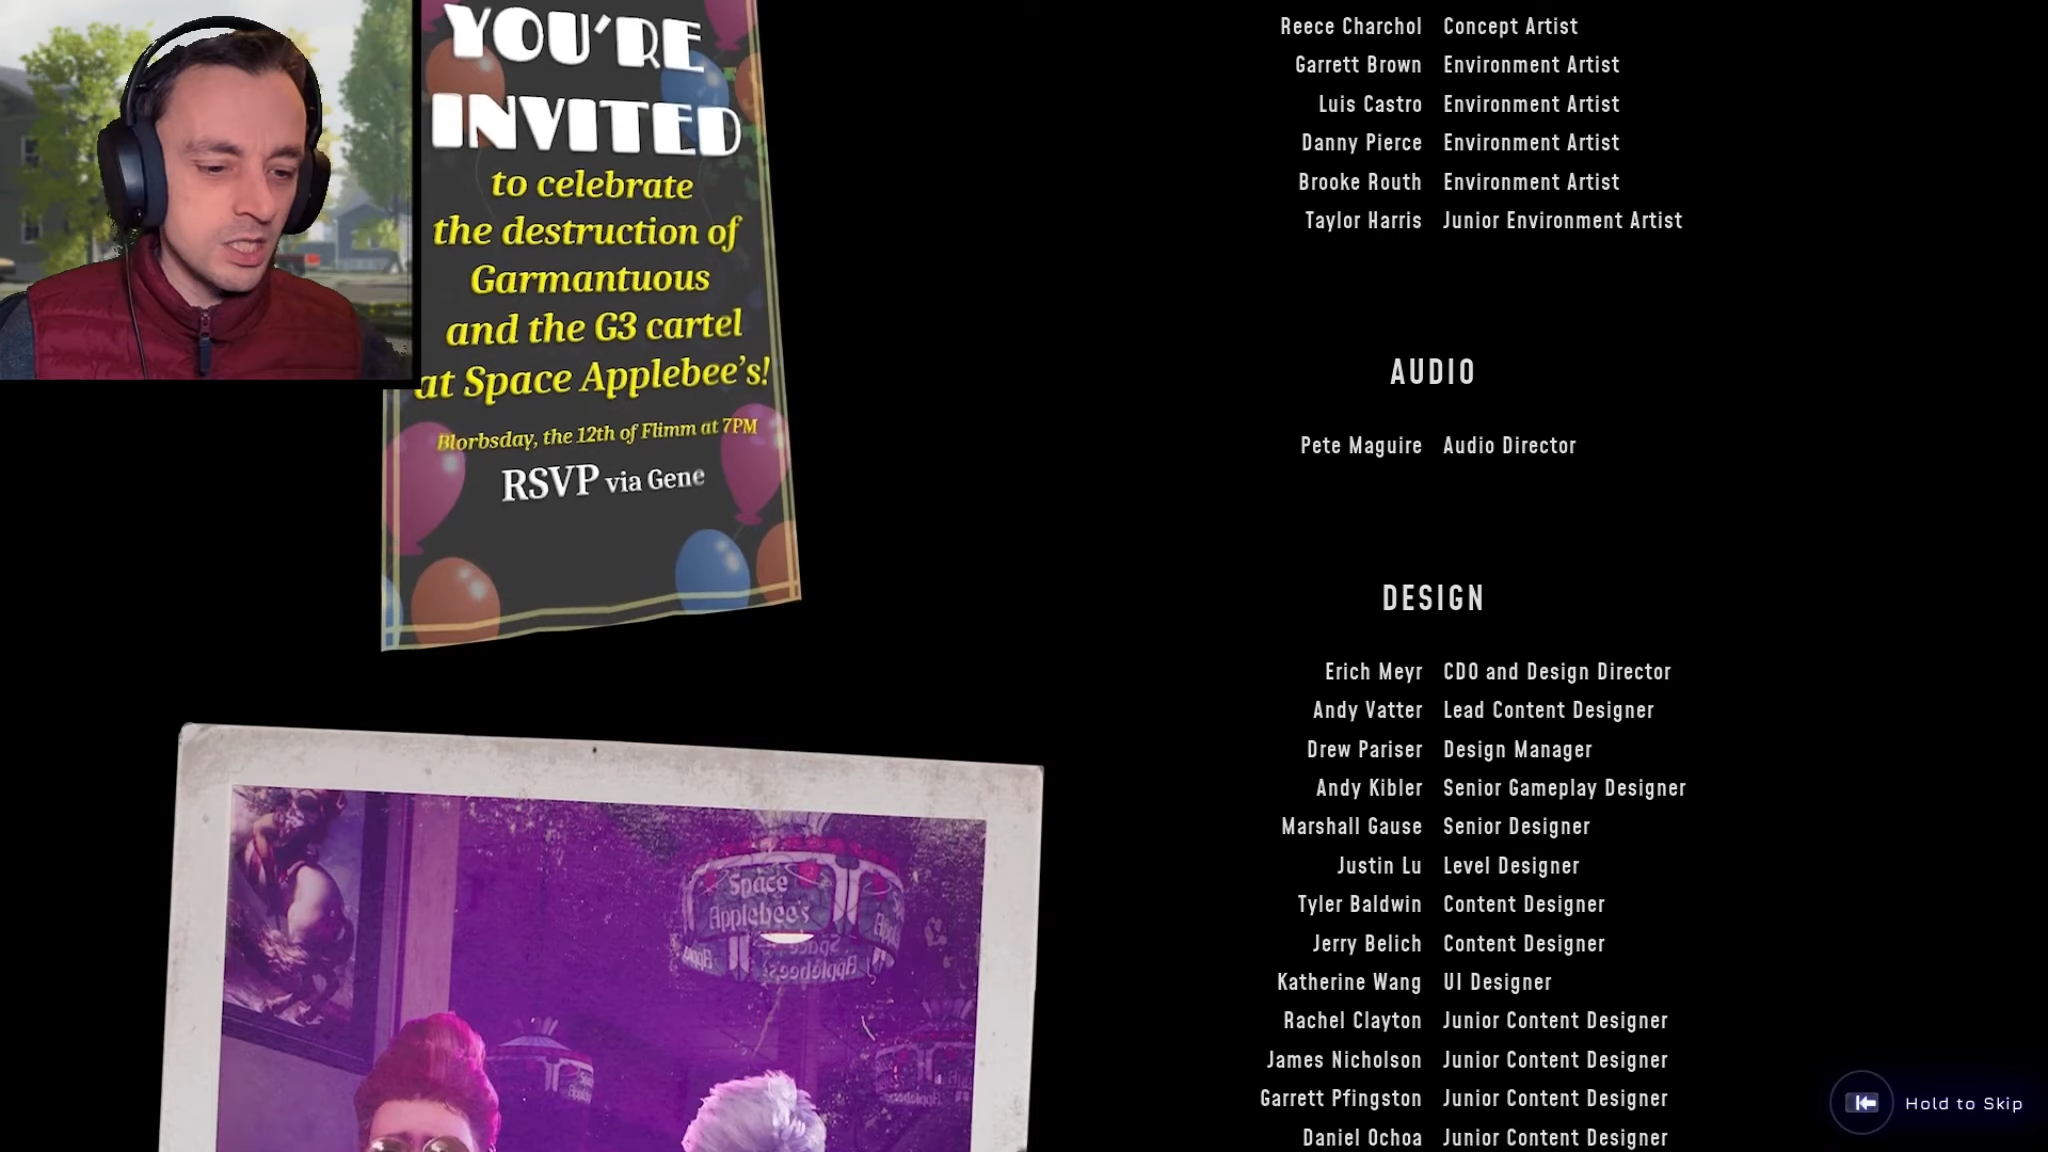 YOU'RE
INVITED
to celebrate
the destruction of
Garmantuous
and the G3 cartel
at Space Applebee's!
Blorbsday, the 12th of Flimm at 7PM
RSVP via Gene
Space
Applebee's
Reece Charchol Concept Artist
Garrett Brown Environment Artist
Luis Castro Environment Artist
Danny Pierce Environment Artist
Brooke Routh Environment Artist
Taylor Harris Junior Environment Artist
AUDIO
Pete Maguire Audio Director
DESIGN
Erich Meyr CDO and Design Director
Andy Vatter Lead Content Designer
Drew Pariser Design Manager
Andy Kibler Senior Gameplay Designer
Marshall Gause Senior Designer
Justin Lu Level Designer
Tyler Baldwin Content Designer
Jerry Belich Content Designer
Katherine Wang UI Designer
Rachel Clayton Junior Content Designer
James Nicholson Junior Content Designer
Garrett Pfingston Junior Content Designer
Daniel Ochoa Junior Content Designer
Hold to Skip